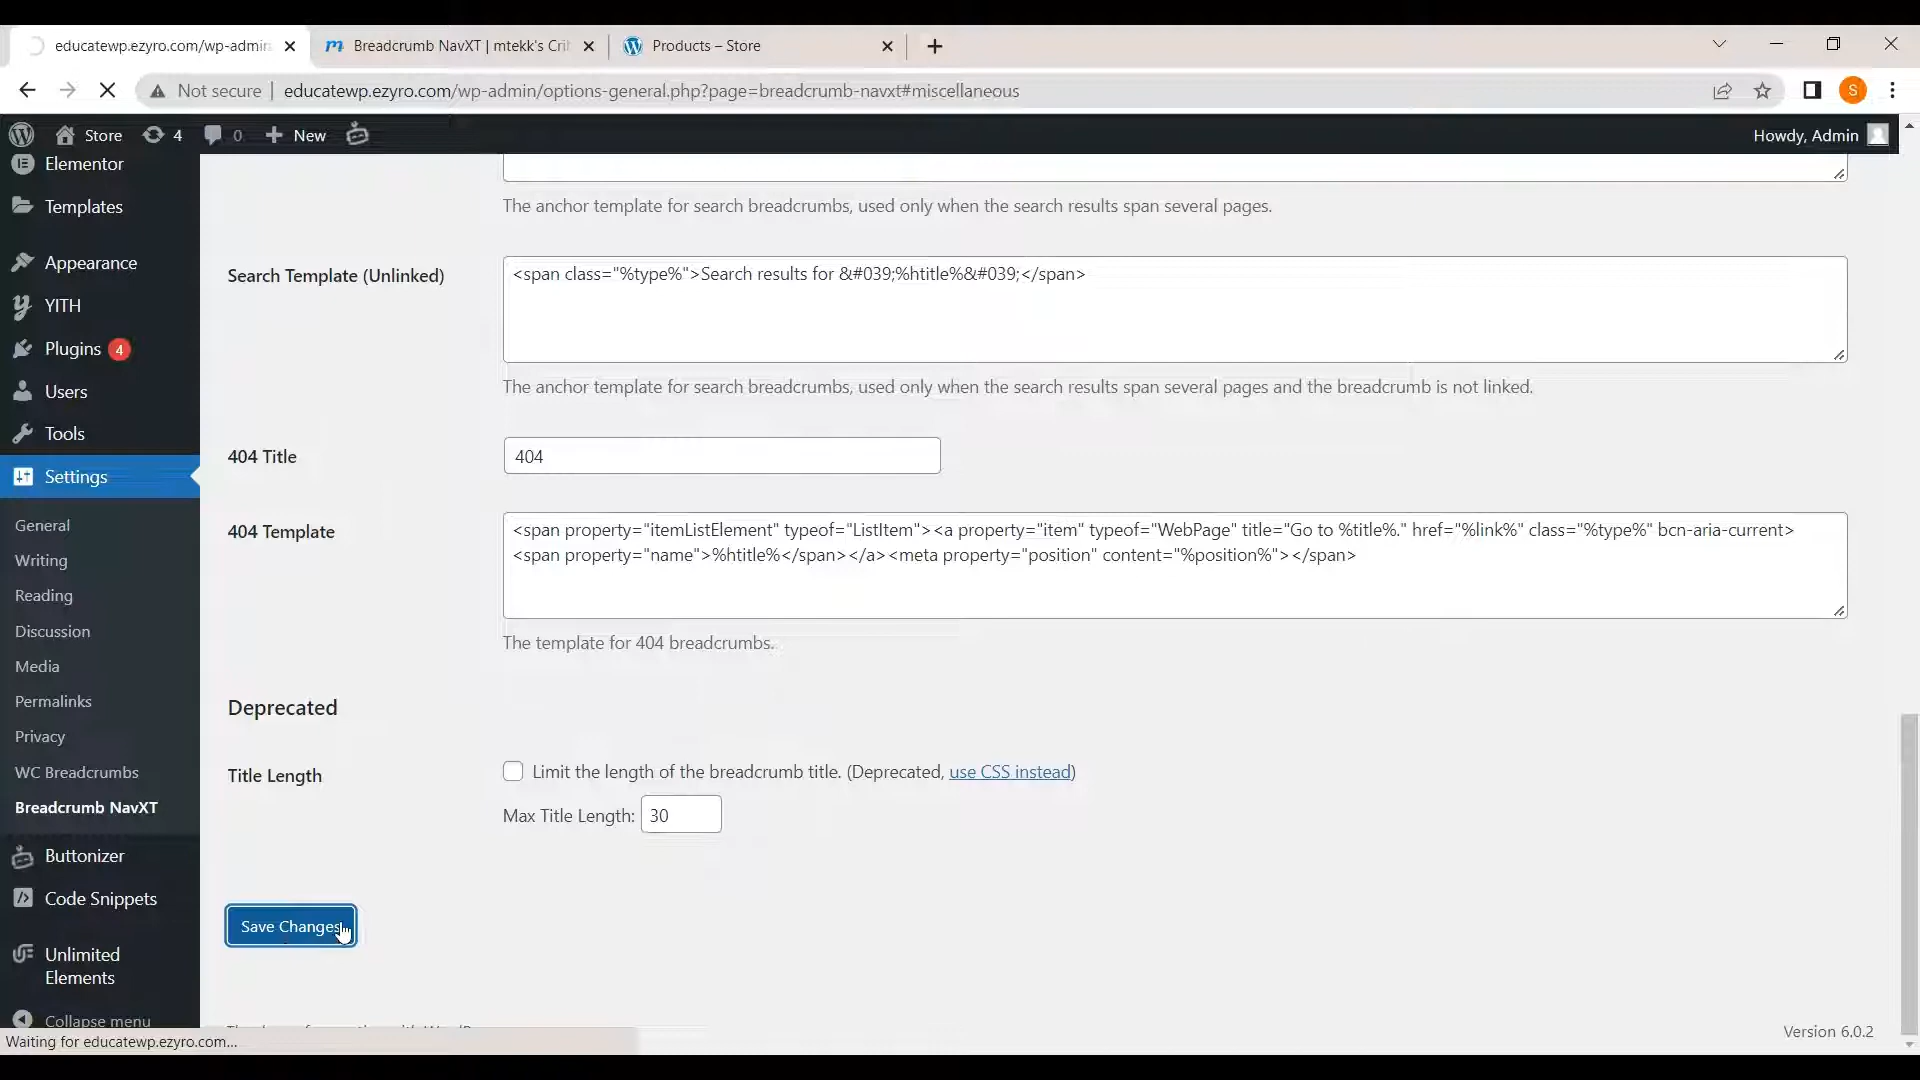 educatewp.ezyro.com/wp-admin
Breadcrumb NavXT | mtekk's Cri
Products – Store
Not secure | educatewp.ezyro.com/wp-admin/options-general.php?page=breadcrumb-navxt#miscellaneous
S
Store
4
0
New
Howdy, Admin
Elementor
Templates
Appearance
YITH
Plugins 4
Users
Tools
Settings
General
Writing
Reading
Discussion
Media
Permalinks
Privacy
WC Breadcrumbs
Breadcrumb NavXT
Buttonizer
Code Snippets
Unlimited
Elements
Collapse menu
The anchor template for search breadcrumbs, used only when the search results span several pages.
Search Template (Unlinked)
<span class="%type%">Search results for &#039;%htitle%&#039;</span>
The anchor template for search breadcrumbs, used only when the search results span several pages and the breadcrumb is not linked.
404 Title
404
404 Template
<span property="itemListElement" typeof="ListItem"><a property="item" typeof="WebPage" title="Go to %title%." href="%link%" class="%type%" bcn-aria-current>
<span property="name">%htitle%</span></a><meta property="position" content="%position%"></span>
The template for 404 breadcrumbs.
Deprecated
Title Length
Limit the length of the breadcrumb title. (Deprecated, use CSS instead)
Max Title Length: 30
Save Changes
Version 6.0.2
Waiting for educatewp.ezyro.com...